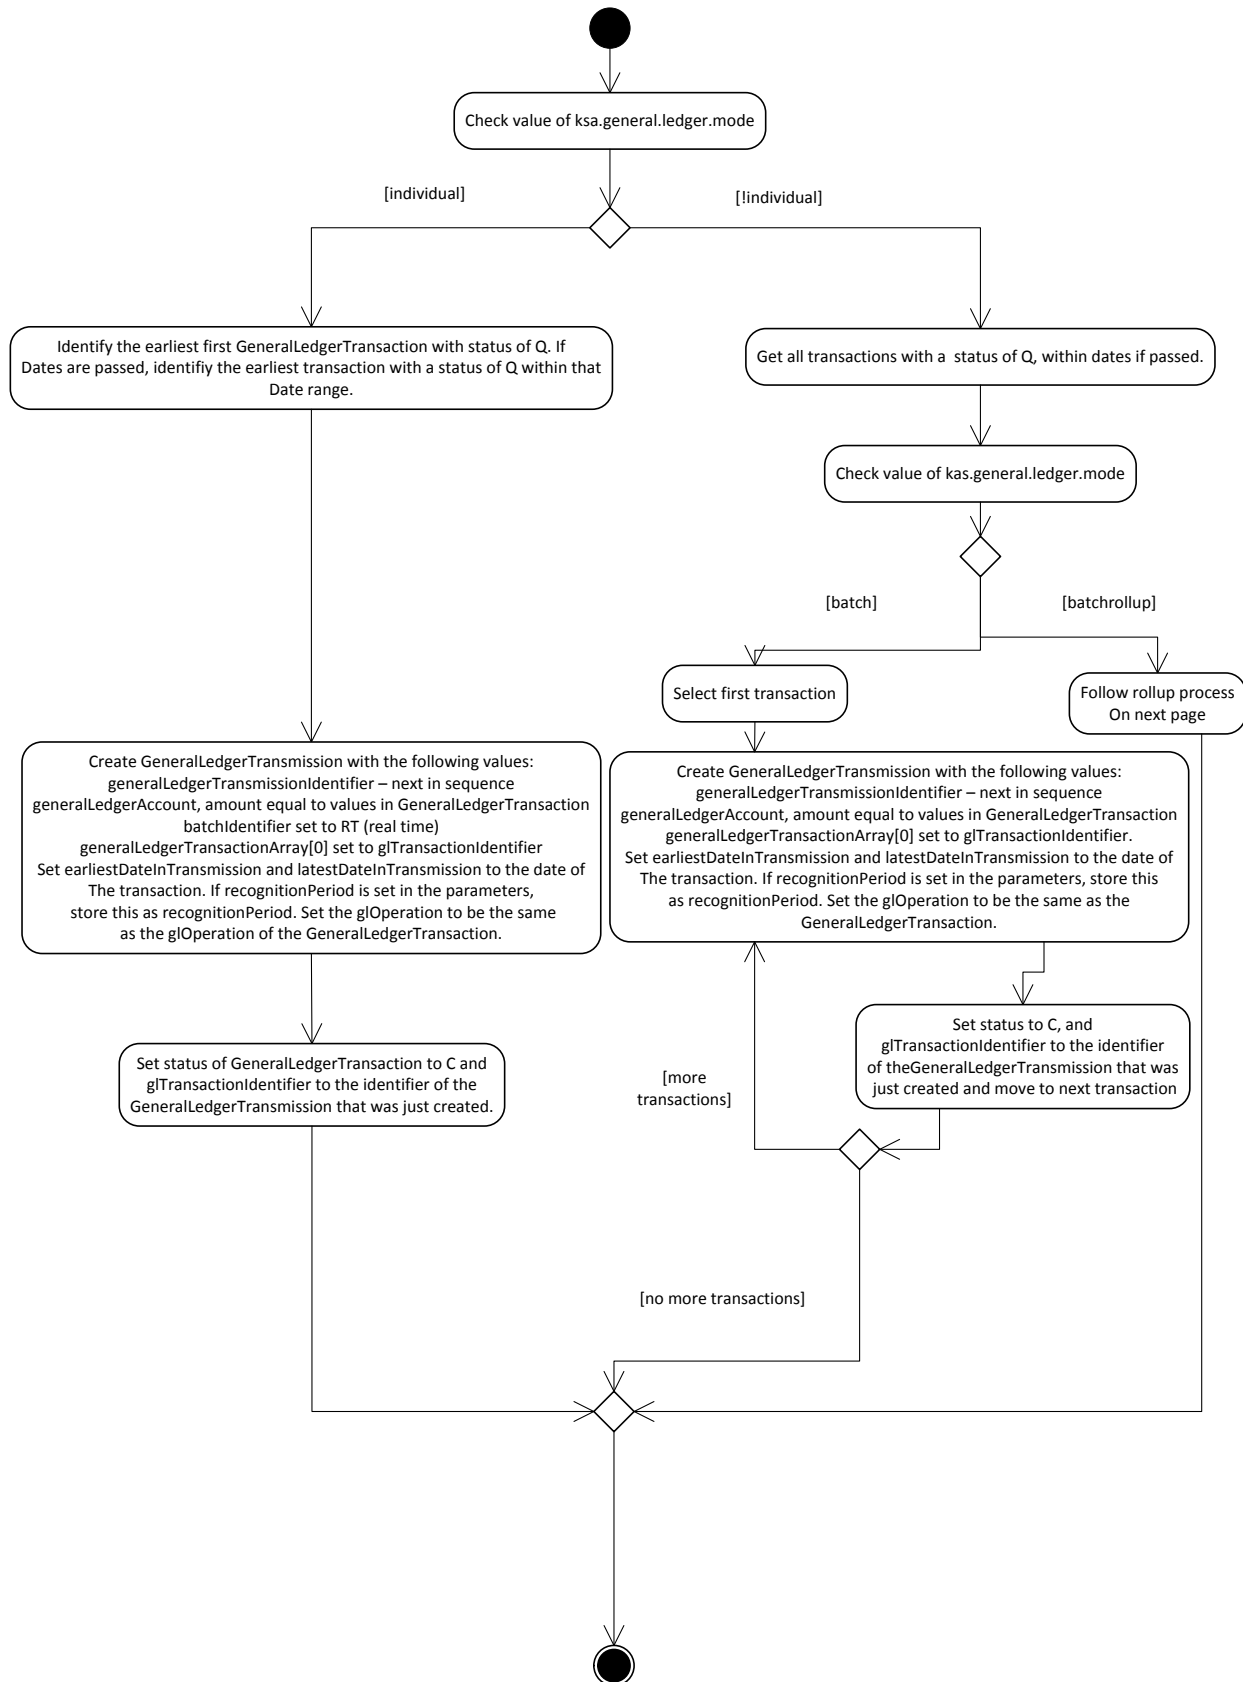 Check value of ksa.general.ledger.mode
[individual]
[!individual]
Identify the earliest first GeneralLedgerTransaction with status of Q. If
Dates are passed, identifiy the earliest transaction with a status of Q within that
Date range.
Get all transactions with a  status of Q, within dates if passed.
Check value of kas.general.ledger.mode
[batch]
[batchrollup]
Select first transaction
Follow rollup process
On next page
Create GeneralLedgerTransmission with the following values:
generalLedgerTransmissionIdentifier – next in sequence
generalLedgerAccount, amount equal to values in GeneralLedgerTransaction
batchIdentifier set to RT (real time)
generalLedgerTransactionArray[0] set to glTransactionIdentifier
Set earliestDateInTransmission and latestDateInTransmission to the date of
The transaction. If recognitionPeriod is set in the parameters,
store this as recognitionPeriod. Set the glOperation to be the same
as the glOperation of the GeneralLedgerTransaction.
Create GeneralLedgerTransmission with the following values:
generalLedgerTransmissionIdentifier – next in sequence
generalLedgerAccount, amount equal to values in GeneralLedgerTransaction
generalLedgerTransactionArray[0] set to glTransactionIdentifier.
Set earliestDateInTransmission and latestDateInTransmission to the date of
The transaction. If recognitionPeriod is set in the parameters, store this
as recognitionPeriod. Set the glOperation to be the same as the
GeneralLedgerTransaction.
Set status of GeneralLedgerTransaction to C and
glTransactionIdentifier to the identifier of the
GeneralLedgerTransmission that was just created.
Set status to C, and
glTransactionIdentifier to the identifier
of theGeneralLedgerTransmission that was
just created and move to next transaction
[more
transactions]
[no more transactions]